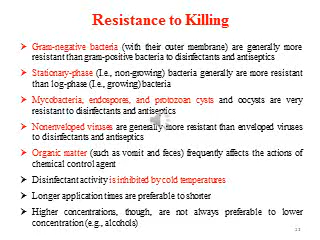 Resistance to Killing
➢ Gram-negative bacteria (with their outer membrane) are generally more
resistant than gram-positive bacteria to disinfectants and antiseptics
➢ Stationary-phase (I.e., non-growing) bacteria generally are more resistant
than log-phase (I.e., growing) bacteria
➢ Mycobacteria, endospores, and protozoan cysts and oocysts are very
resistant to disinfectants and antiseptics
➢ Nonenveloped viruses are generally more resistant than enveloped viruses
to disinfectants and antiseptics
➢ Organic matter (such as vomit and feces) frequently affects the actions of
chemical control agent
➢ Disinfectant activity is inhibited by cold temperatures
➢ Longer application times are preferable to shorter
➢ Higher concentrations, though, are not always preferable to lower
concentration (e.g., alcohols)